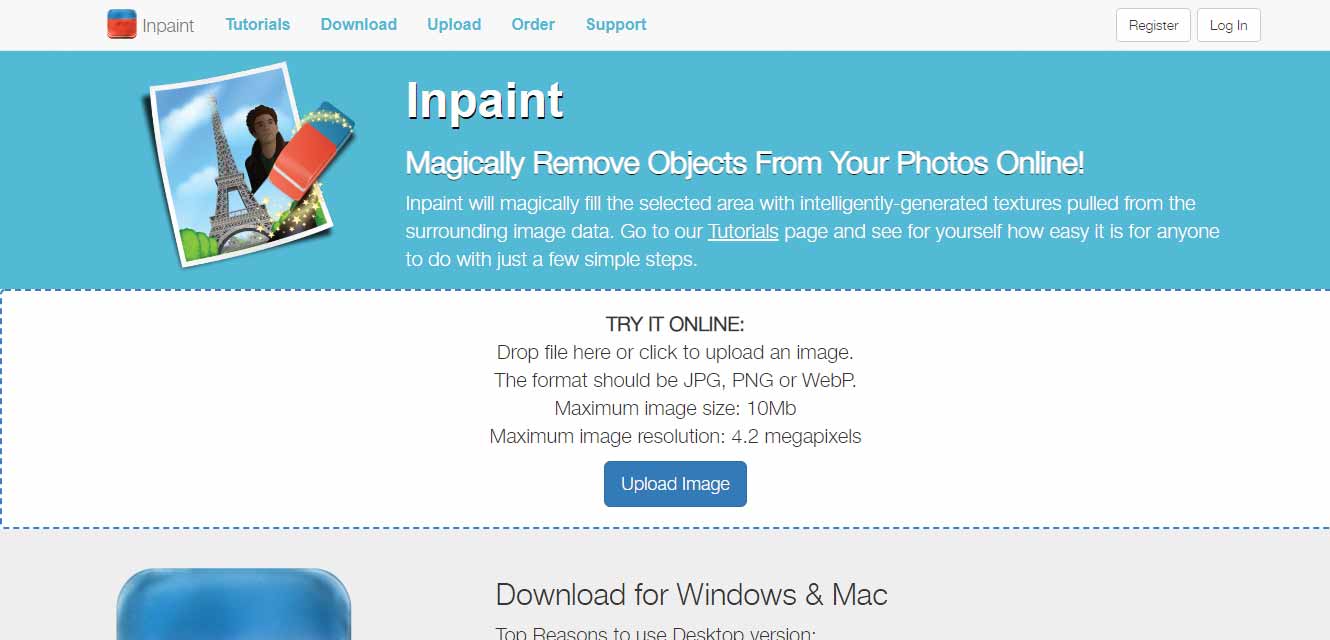 Inpaint Tutorials Download Upload Order Support Register Log In
Inpaint
Magically Remove Objects From Your Photos Online!
Inpaint will magically fill the selected area with intelligently-generated textures pulled from the
surrounding image data. Go to our Tutorials page and see for yourself how easy it is for anyone
to do with just a few simple steps.
TRY IT ONLINE:
Drop file here or click to upload an image.
The format should be JPG, PNG or WebP.
Maximum image size: 10Mb
Maximum image resolution: 4.2 megapixels
Upload Image
Download for Windows & Mac
Top Reasons to use Desktop version: